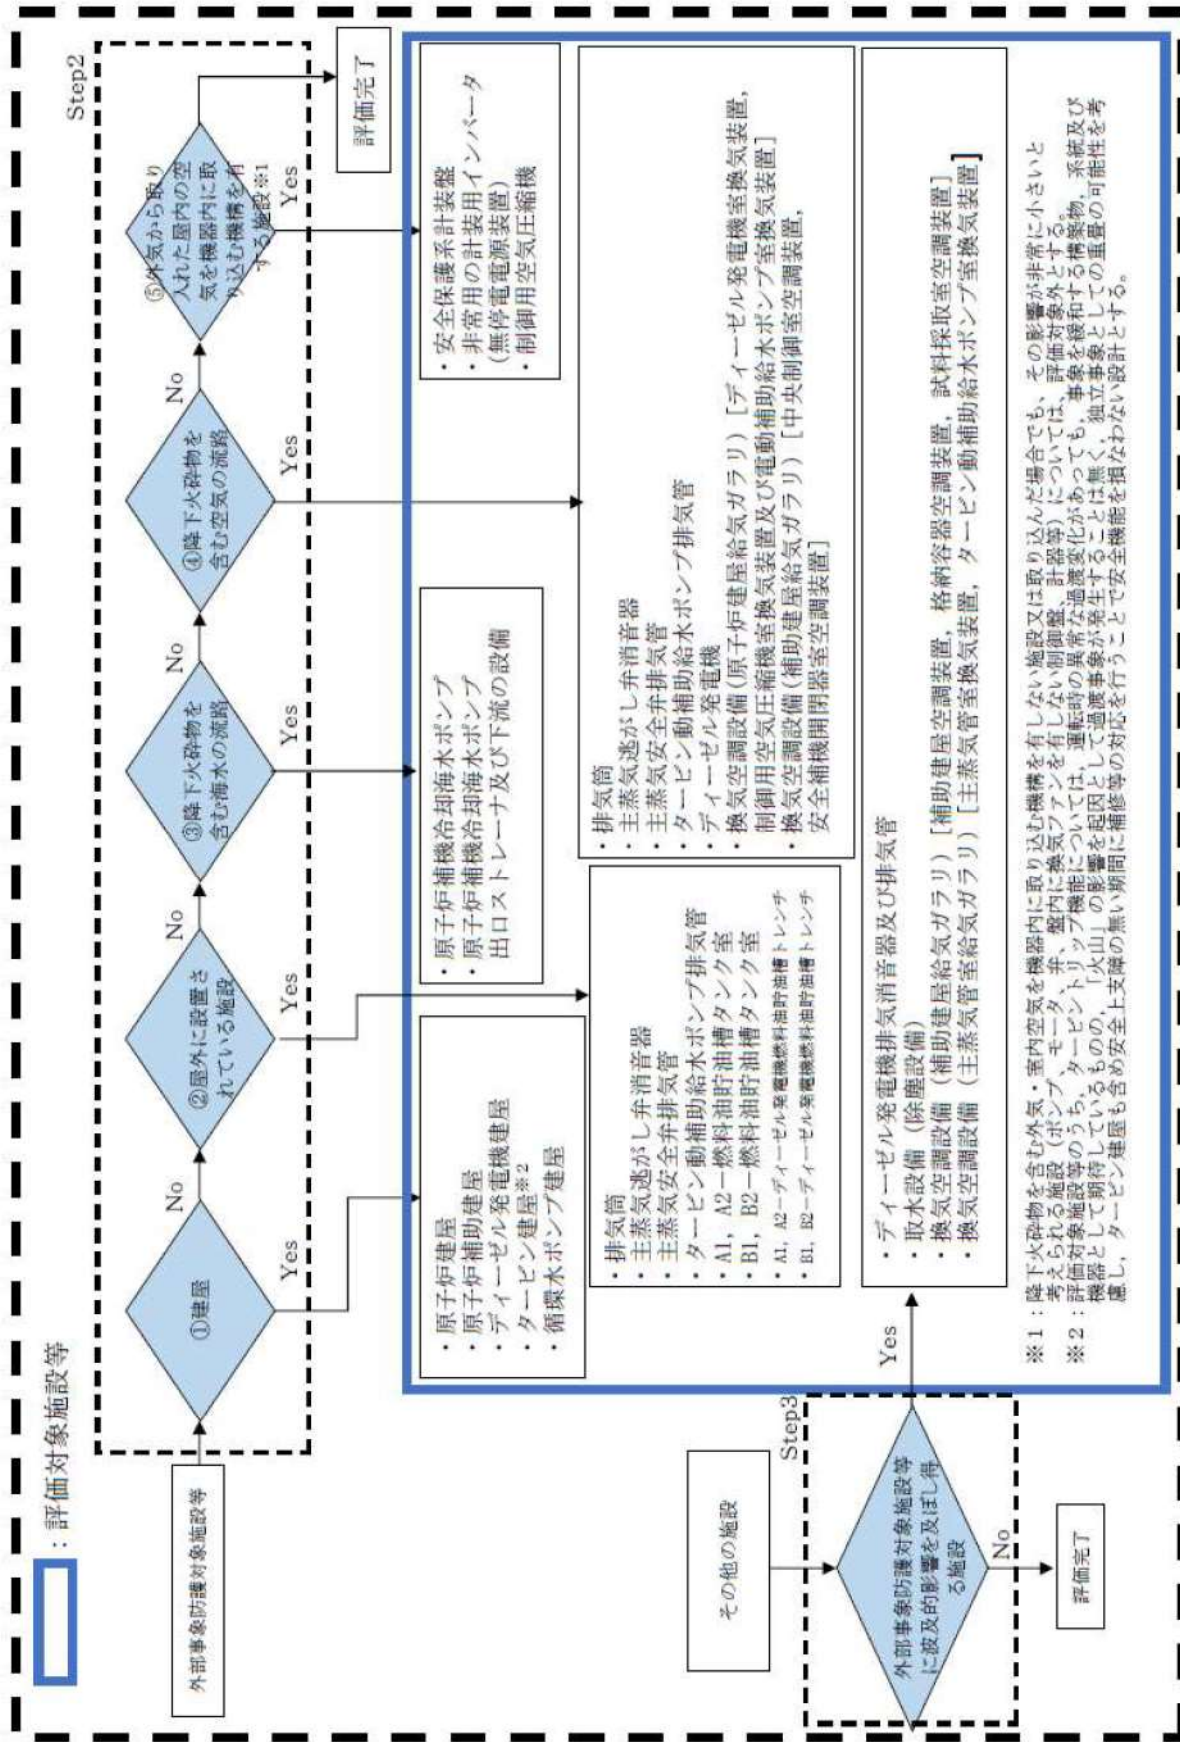 ：評価対象施設等
Step2
外部事象防護対象施設等
①建屋
No
②屋外に設置さ
れている施設
No
③降下火砕物を
含む海水の流路
No
④降下火砕物を
含む空気の流路
No
⑤外気から取り
入れた屋内の空
気を機器内に取
り込む機構を有
する施設※1
評価完了
Yes
Yes
Yes
Yes
Yes
・原子炉建屋
・原子炉補助建屋
・ディーゼル発電機建屋
・タービン建屋※2
・循環水ポンプ建屋
・原子炉補機冷却海水ポンプ
・原子炉補機冷却海水ポンプ
出口ストレーナ及び下流の設備
・安全保護系計装盤
・非常用の計装用インバータ
(無停電電源装置)
・制御用空気圧縮機
・排気筒
・主蒸気逃がし弁消音器
・主蒸気安全弁排気管
・タービン動補助給水ポンプ排気管
・A1，A2－燃料油貯油槽タンク室
・B1，B2－燃料油貯油槽タンク室
・A1，A2－ディーゼル発電機燃料油貯油槽トレンチ
・B1，B2－ディーゼル発電機燃料油貯油槽トレンチ
・排気筒
・主蒸気逃がし弁消音器
・主蒸気安全弁排気管
・タービン動補助給水ポンプ排気管
・ディーゼル発電機
・換気空調設備(原子炉建屋給気ガラリ)［ディーゼル発電機室換気装置，
制御用空気圧縮機室換気装置及び電動補助給水ポンプ室換気装置］
・換気空調設備(補助建屋給気ガラリ)［中央制御室空調装置，
安全補機開閉器室空調装置］
その他の施設
Step3
外部事象防護対象施設等
に波及的影響を及ぼし得
る施設
Yes
No
評価完了
・ディーゼル発電機排気消音器及び排気管
・取水設備（除塵設備）
・換気空調設備（補助建屋給気ガラリ）［補助建屋空調装置，格納容器空調装置，試料採取室空調装置］
・換気空調設備（主蒸気管室給気ガラリ）［主蒸気管室換気装置，タービン動補助給水ポンプ室換気装置］
※1：降下火砕物を含む外気・室内空気を機器内に取り込む機構を有しない施設又は取り込んだ場合でも、その影響が非常に小さいと
考えられる施設（ポンプ、モータ、弁、盤内に換気ファンを有しない制御盤、計器等）については、評価対象外とする。
※2：評価対象施設等のうち、タービントリップ機能については、運転時の異常な過渡変化があっても、事象を緩和する構築物、系統及び
機器として期待しているものの、「火山」の影響を起因として過渡事象が発生することは無く、独立事象としての重畳の可能性を考
慮し、タービン建屋も含め安全上支障の無い期間に補修等の対応を行うことで安全機能を損なわない設計とする。